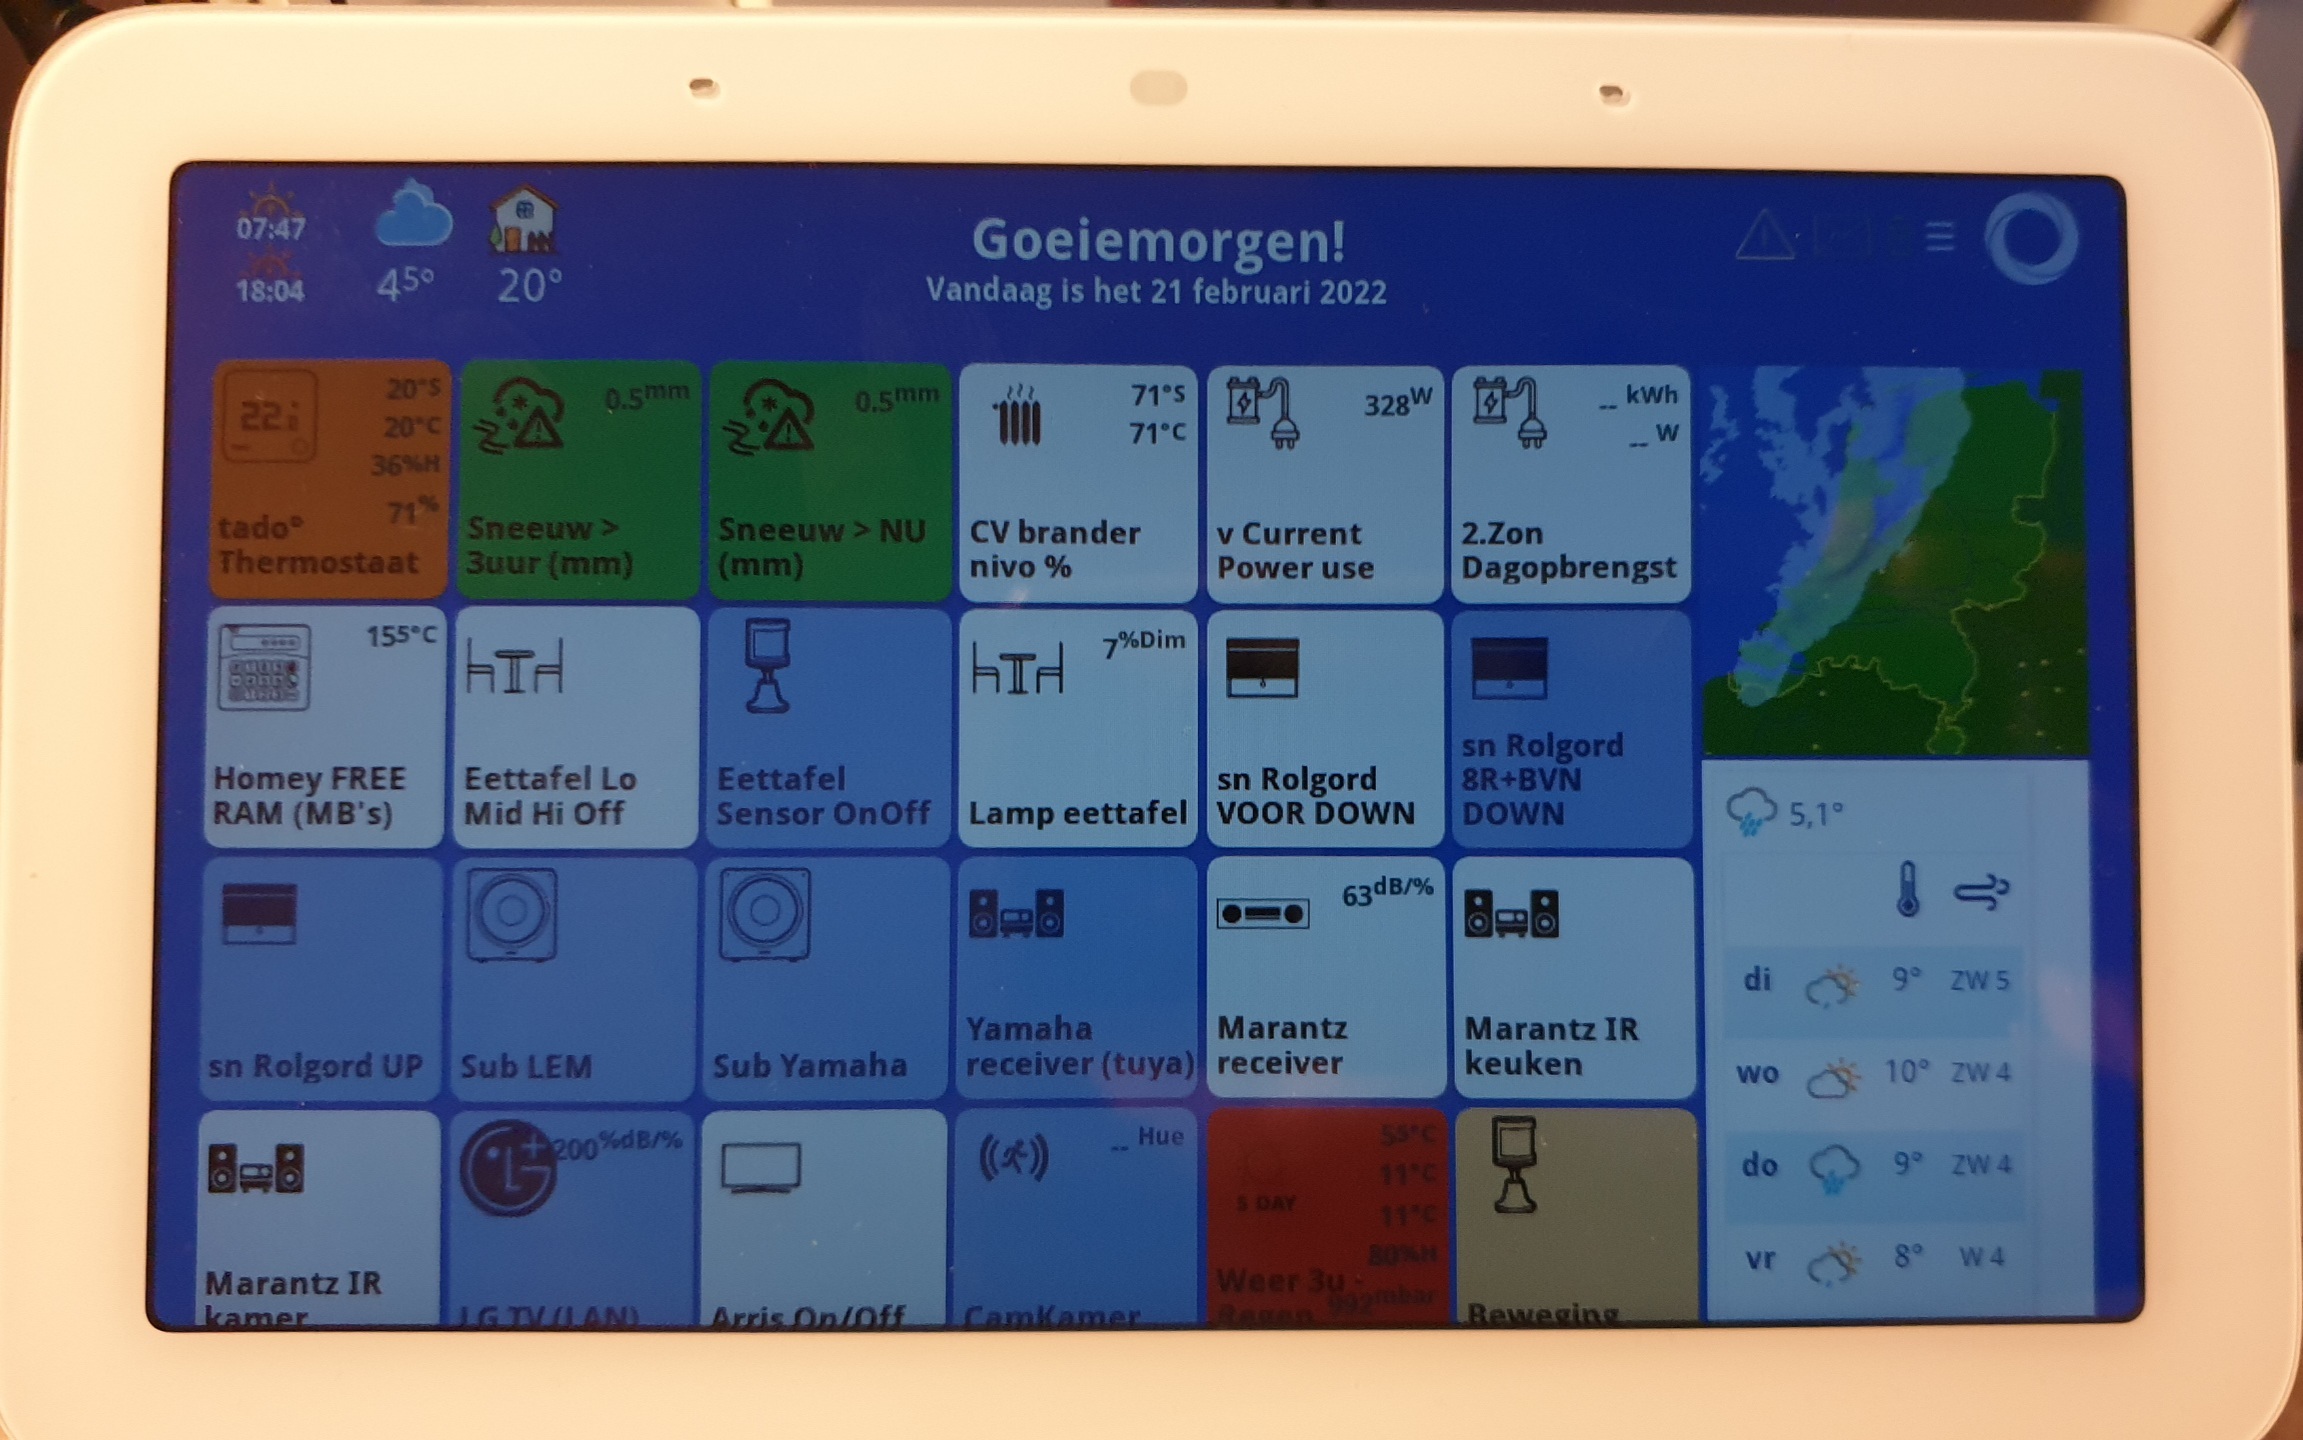 07:47
18:04
45°
20°
Goeiemorgen!
Vandaag is het 21 februari 2022
22
20°S
20°C
36%H
71%
tado°
Thermostaat
0.5mm
Sneeuw >
3uur (mm)
0.5mm
Sneeuw > NU
(mm)
71°S
71°C
CV brander
nivo %
328W
v Current
Power use
-- kWh
-- W
2.Zon
Dagopbrengst
155°C
Homey FREE
RAM (MB's)
Eettafel Lo
Mid Hi Off
Eettafel
Sensor OnOff
7%Dim
Lamp eettafel
sn Rolgord
VOOR DOWN
sn Rolgord
8R+BVN
DOWN
sn Rolgord UP
Sub LEM
Sub Yamaha
Yamaha
receiver (tuya)
63dB/%
Marantz
receiver
Marantz IR
keuken
Marantz IR
kamer
200%dB/%
LG TV (LAN)
Arris On/Off
-- Hue
CamKamer
5 DAY
55°C
11°C
11°C
80%H
Weer 3u -
Regen 992mbar
Beweging
5,1°
di 9° ZW 5
wo 10° ZW 4
do 9° ZW 4
vr 8° W 4